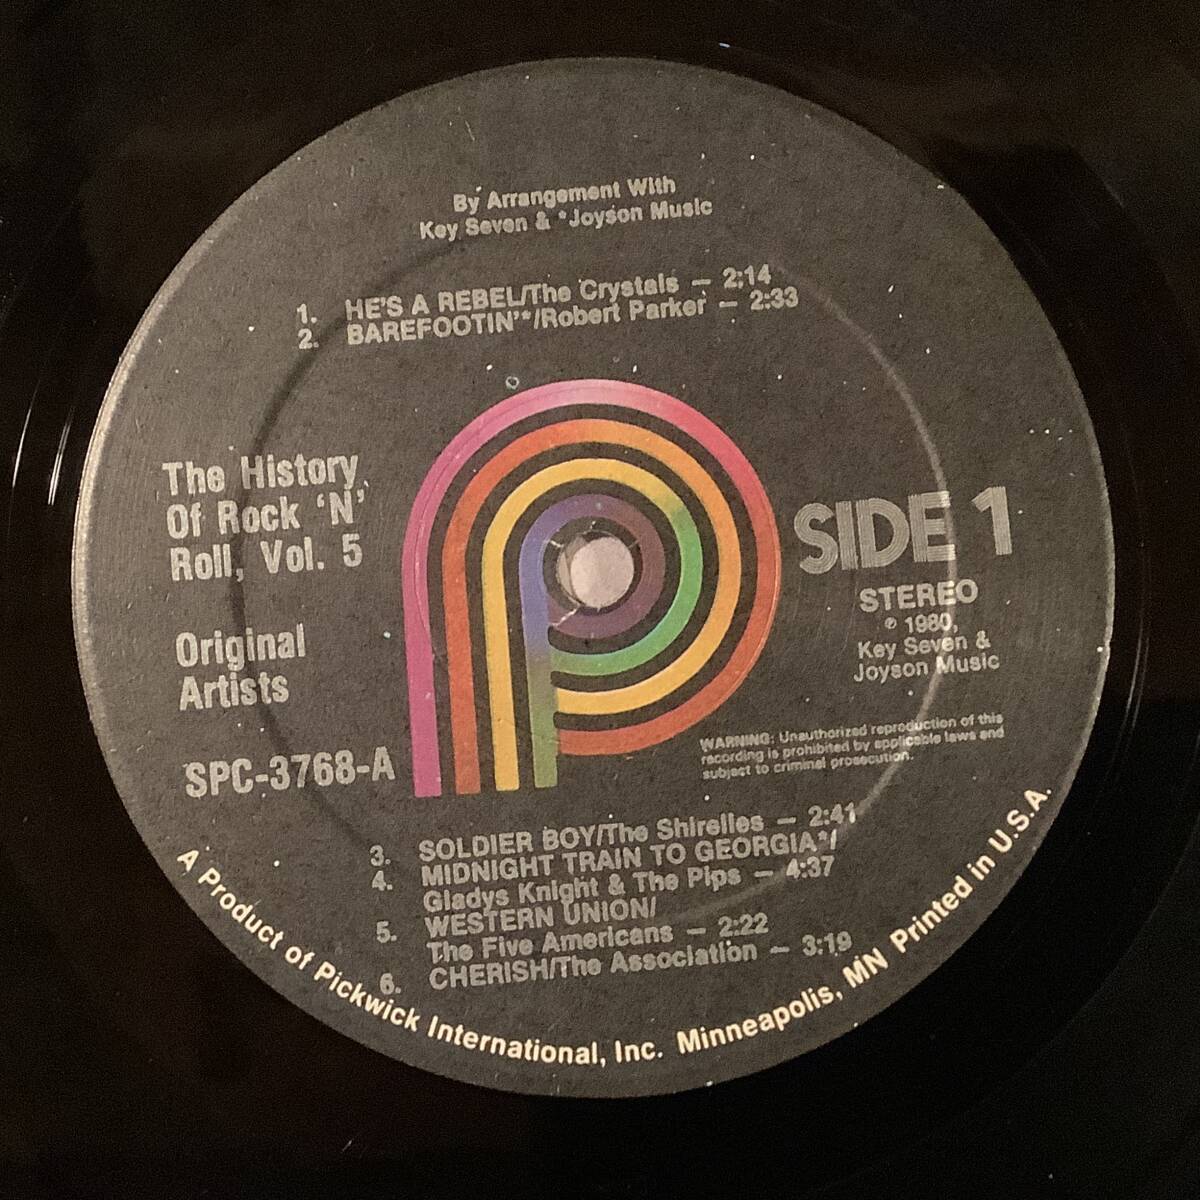 By Arrangement With
Key Seven & *Joyson Music
1. HE'S A REBEL/The Crystals – 2:14
2. BAREFOOTIN'*/Robert Parker – 2:33
The History
Of Rock 'N'
Roll, Vol. 5
Original
Artists
SPC-3768-A
SIDE 1
STEREO
℗ 1980,
Key Seven &
Joyson Music
WARNING: Unauthorized reproduction of this
recording is prohibited by applicable laws and
subject to criminal prosecution.
3. SOLDIER BOY/The Shirelles – 2:41
4. MIDNIGHT TRAIN TO GEORGIA*/
Gladys Knight & The Pips – 4:37
5. WESTERN UNION/
The Five Americans – 2:22
6. CHERISH/The Association – 3:19
A Product of Pickwick International, Inc. Minneapolis, MN Printed in U.S.A.